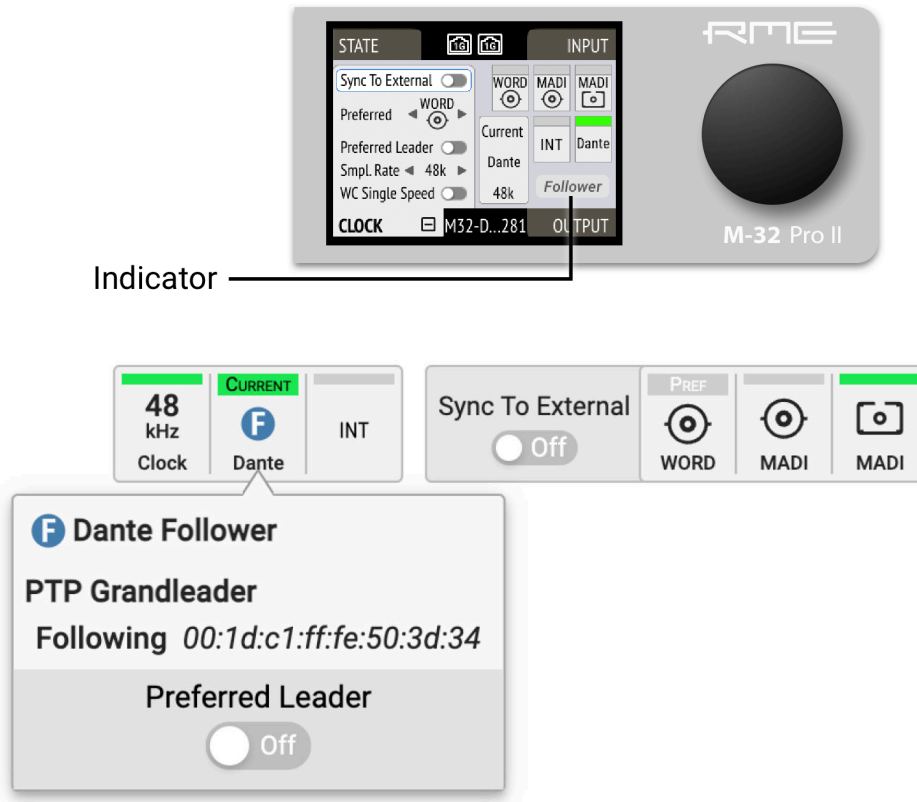 RME
STATE 1G 1G INPUT
Sync To External WORD MADI MADI
Preferred WORD
Current INT Dante
Preferred Leader Dante
Smpl. Rate 48k Follower
WC Single Speed 48k
CLOCK M32-D...281 OUTPUT
M-32 Pro II
Indicator
CURRENT PREF
48 F INT Sync To External
kHz Off
Clock Dante WORD MADI MADI
F Dante Follower
PTP Grandleader
Following 00:1d:c1:ff:fe:50:3d:34
Preferred Leader
Off